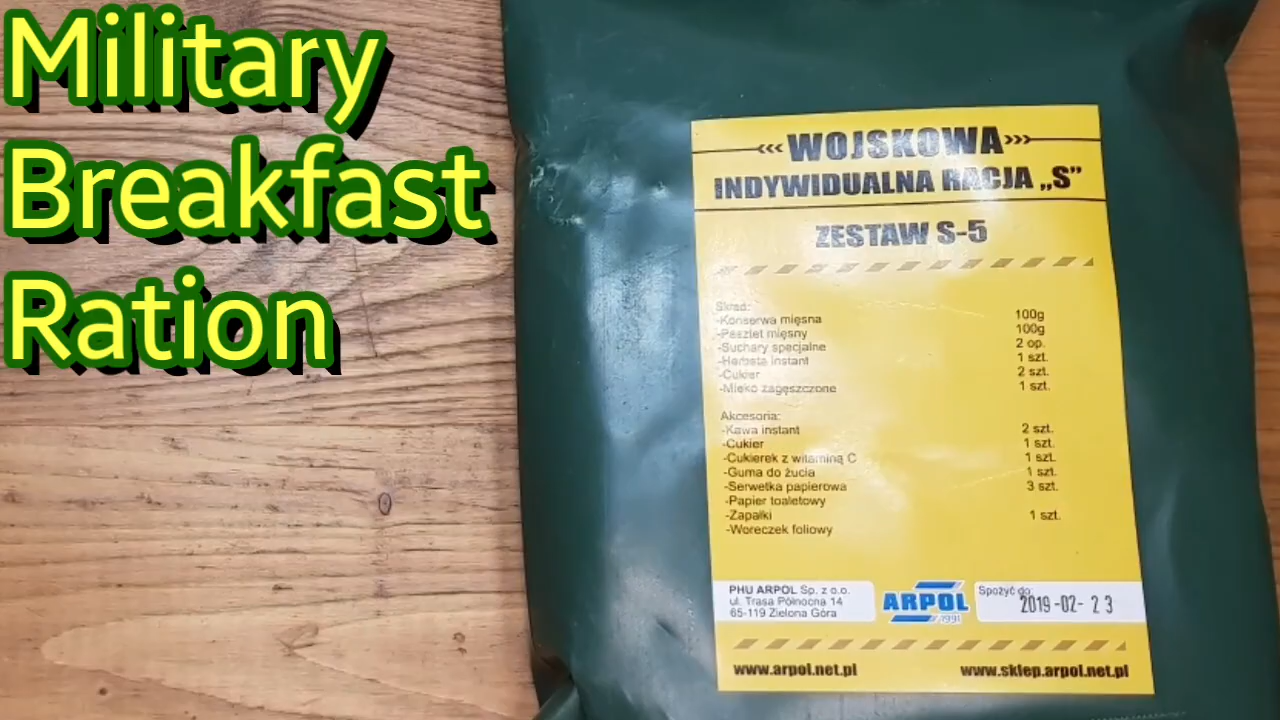 Military
Breakfast
Ration
WOJSKOWA
INDYWIDUALNA RACJA „S”
ZESTAW S-5
Skład:
-Konserwa mięsna 100g
-Pasztet mięsny 100g
-Suchary specjalne 2 op.
-Herbata instant 1 szt.
-Cukier 2 szt.
-Mleko zagęszczone 1 szt.
Akcesoria:
-Kawa instant 2 szt.
-Cukier 1 szt.
-Cukierek z witaminą C 1 szt.
-Guma do żucia 1 szt.
-Serwetka papierowa 3 szt.
-Papier toaletowy
-Zapałki 1 szt.
-Woreczek foliowy
PHU ARPOL Sp. z o.o.
ul. Trasa Północna 14
65-119 Zielona Góra
ARPOL
1991
Spożyć do:
2019-02-23
www.arpol.net.pl www.sklep.arpol.net.pl